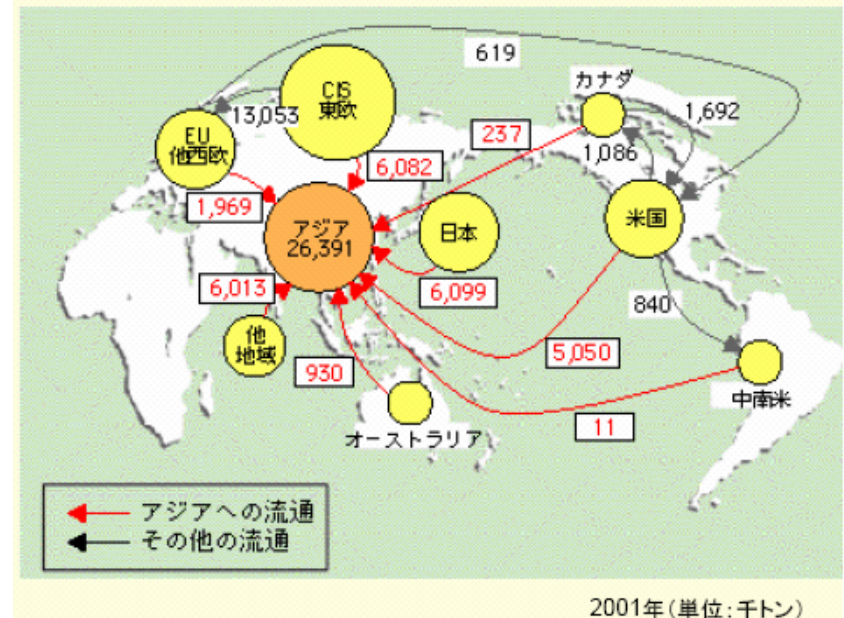 619
カナダ
CIS
東欧
13,053
1,692
EU
他西欧
237
1,086
6,082
1,969
アジア
26,391
日本
米国
6,013
6,099
840
他
地域
930
5,050
中南米
オーストラリア
11
アジアへの流通
その他の流通
2001年(単位:千トン)